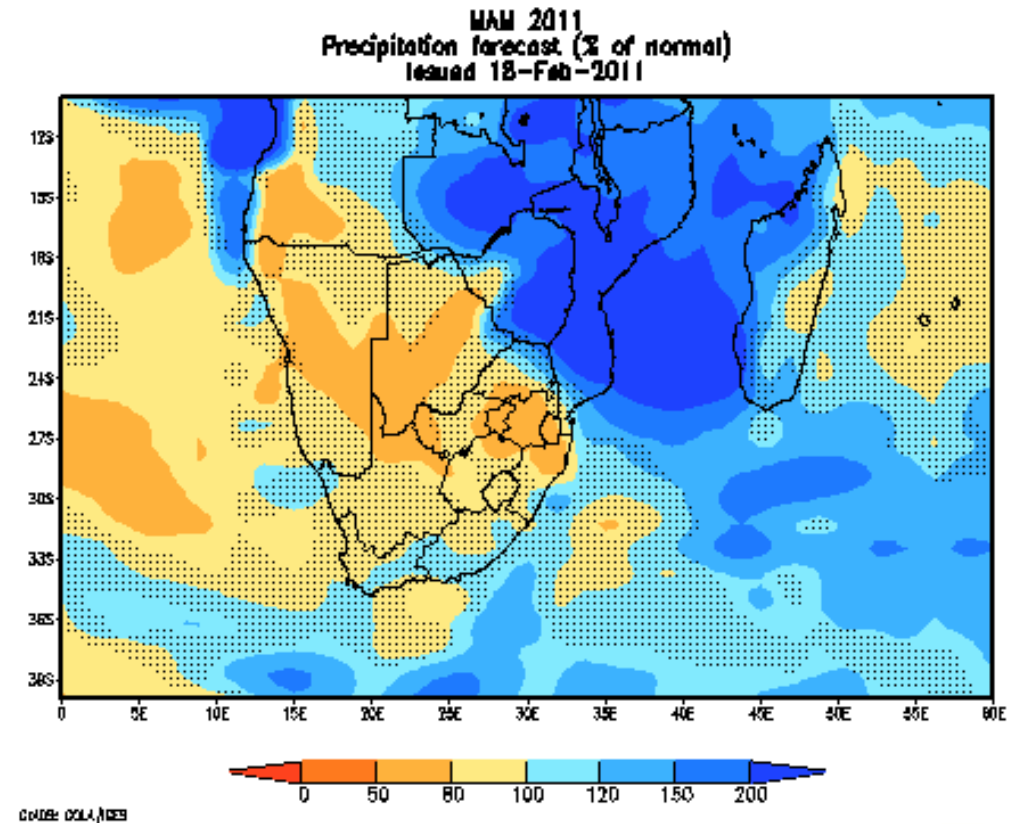 MAM 2011
Precipitation forecast (% of normal)
Issued 18-Feb-2011
12S
15S
18S
21S
24S
27S
30S
33S
36S
39S
0 5E 10E 15E 20E 25E 30E 35E 40E 45E 50E 55E 60E
0 50 80 100 120 150 200
GrADS: COLA/IGES